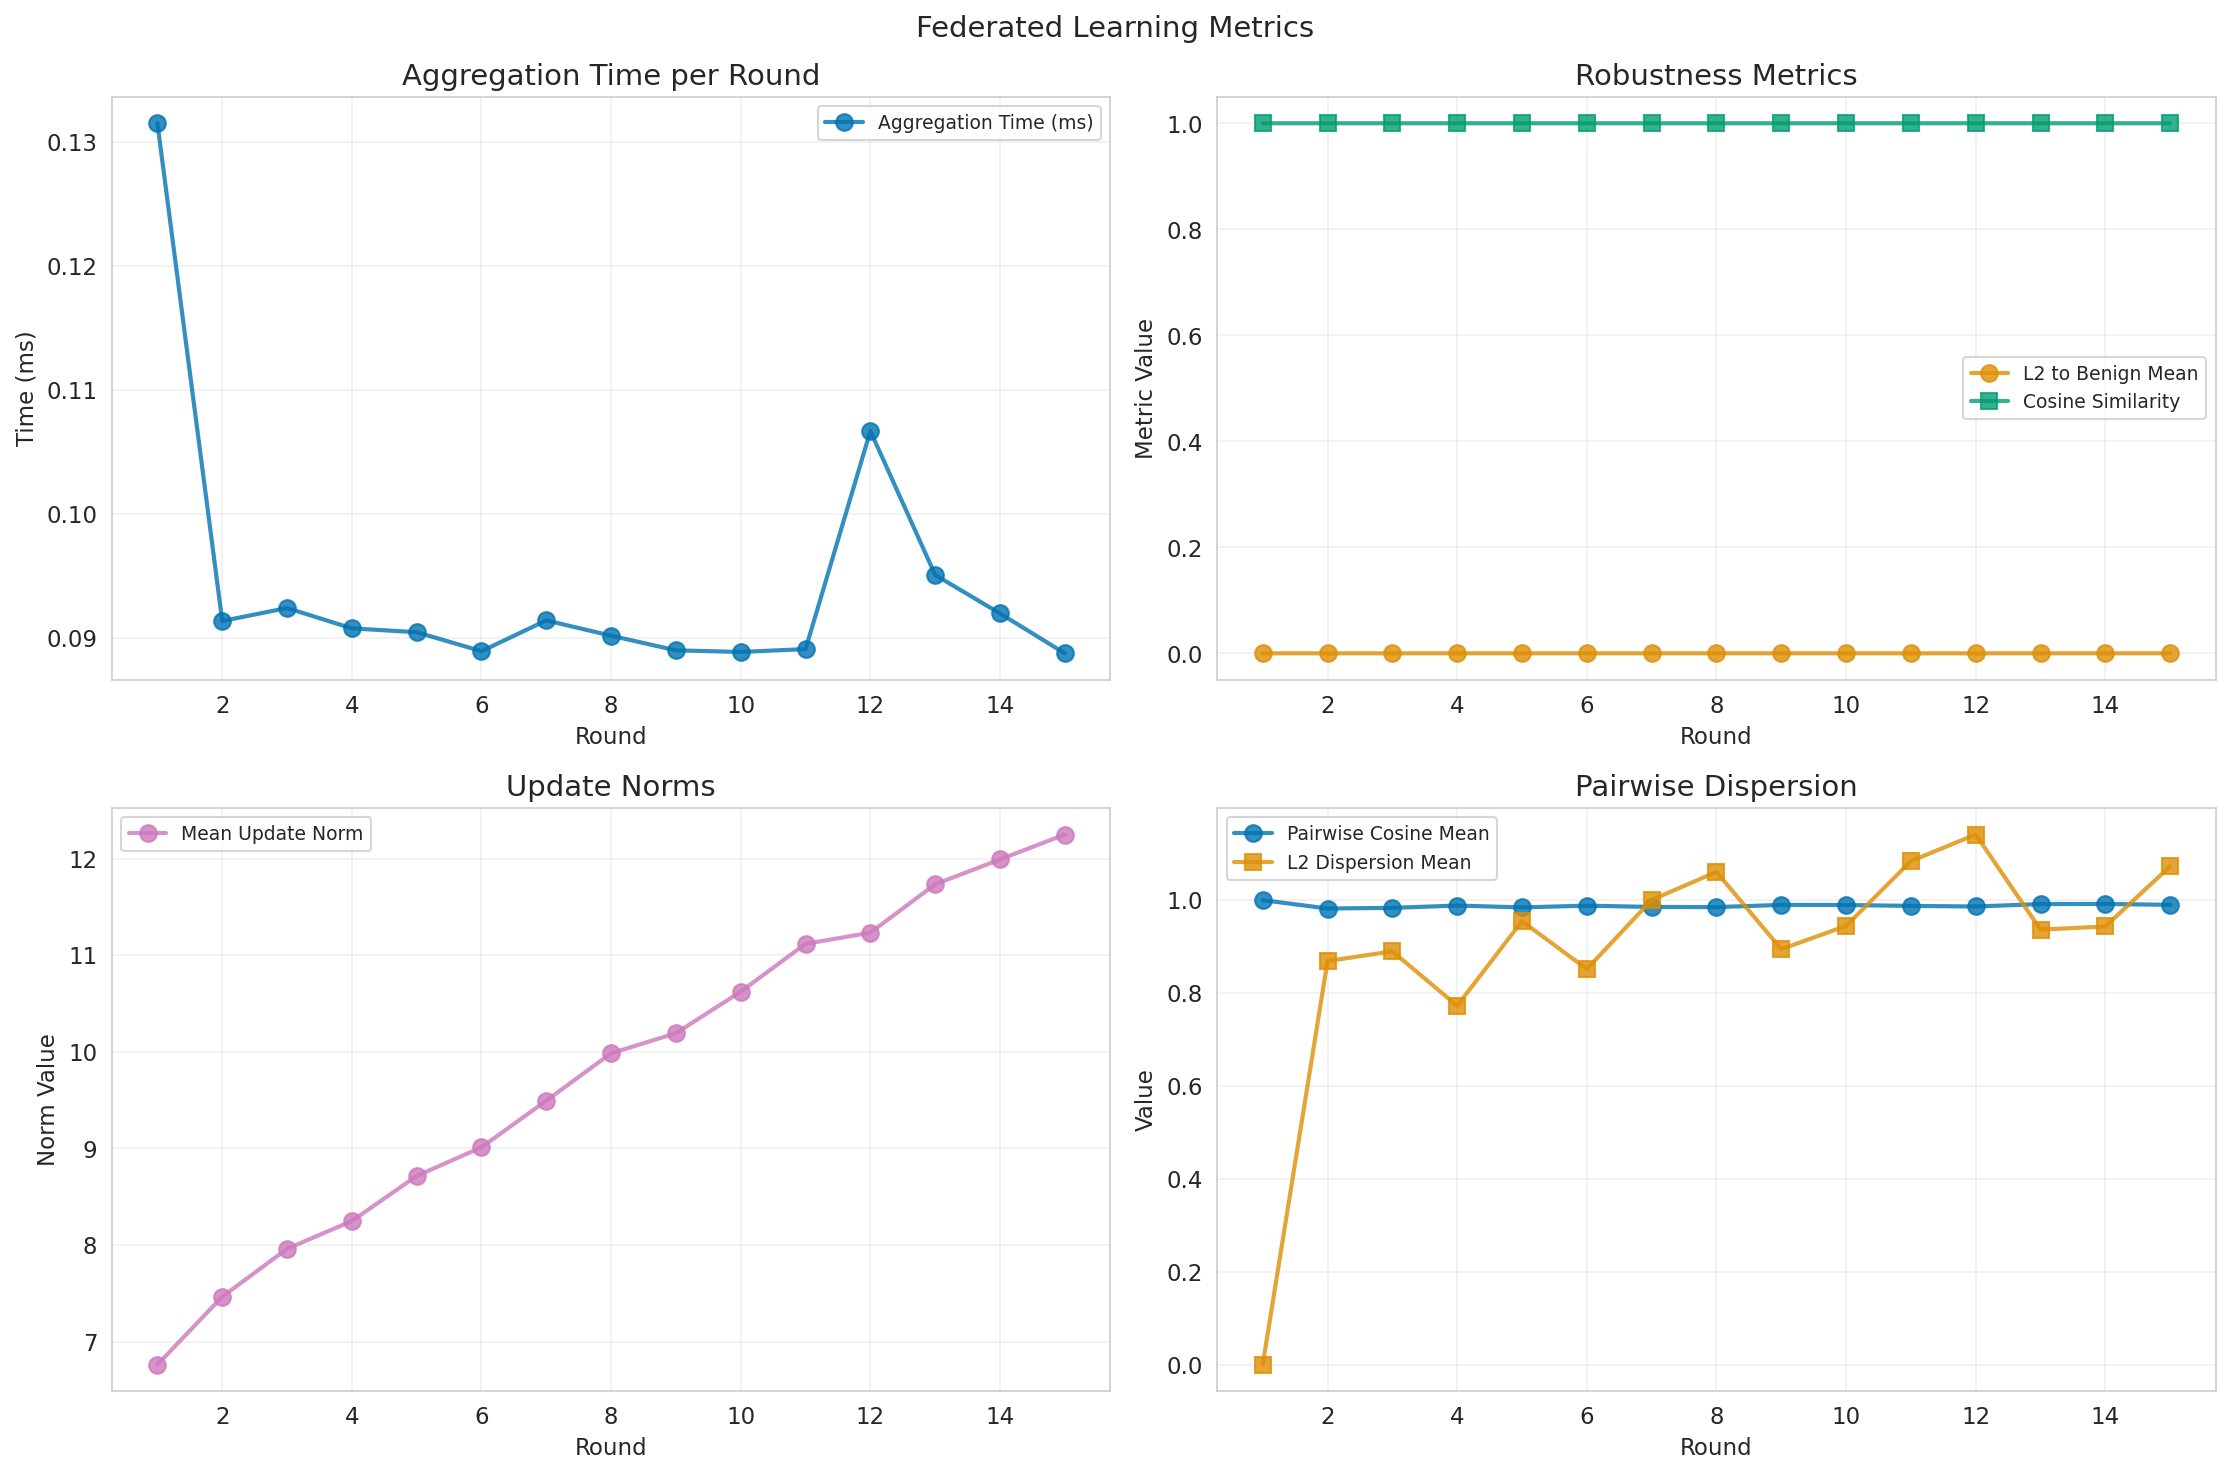 Federated Learning Metrics
Aggregation Time per Round
Time (ms)
0.13
0.12
0.11
0.10
0.09
Aggregation Time (ms)
2 4 6 8 10 12 14
Round
Robustness Metrics
Metric Value
1.0
0.8
0.6
0.4
0.2
0.0
L2 to Benign Mean
Cosine Similarity
2 4 6 8 10 12 14
Round
Update Norms
Norm Value
12
11
10
9
8
7
Mean Update Norm
2 4 6 8 10 12 14
Round
Pairwise Dispersion
Value
1.0
0.8
0.6
0.4
0.2
0.0
Pairwise Cosine Mean
L2 Dispersion Mean
2 4 6 8 10 12 14
Round